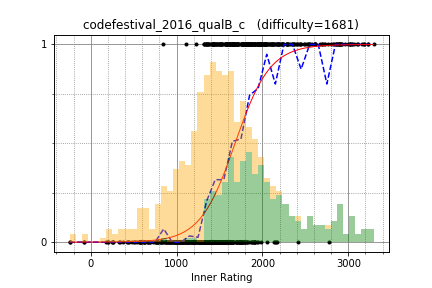 codefestival_2016_qualB_c (difficulty=1681)
1
0
0 1000 2000 3000
Inner Rating